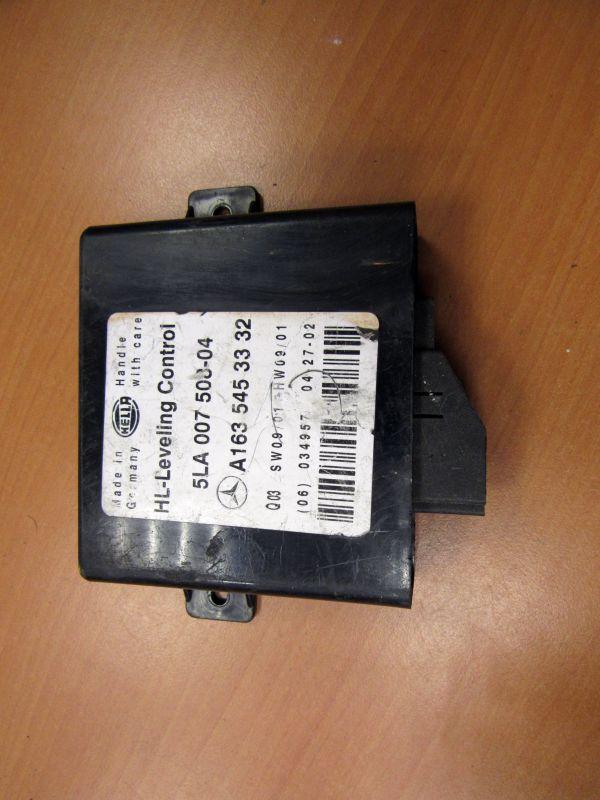 Made in
Germany
HELLA
Handle
with care
HL-Leveling Control
5LA 007 500-04
A163 545 33 32
Q03 SW09/01 HW09/01
(06) 034957 04-27-02